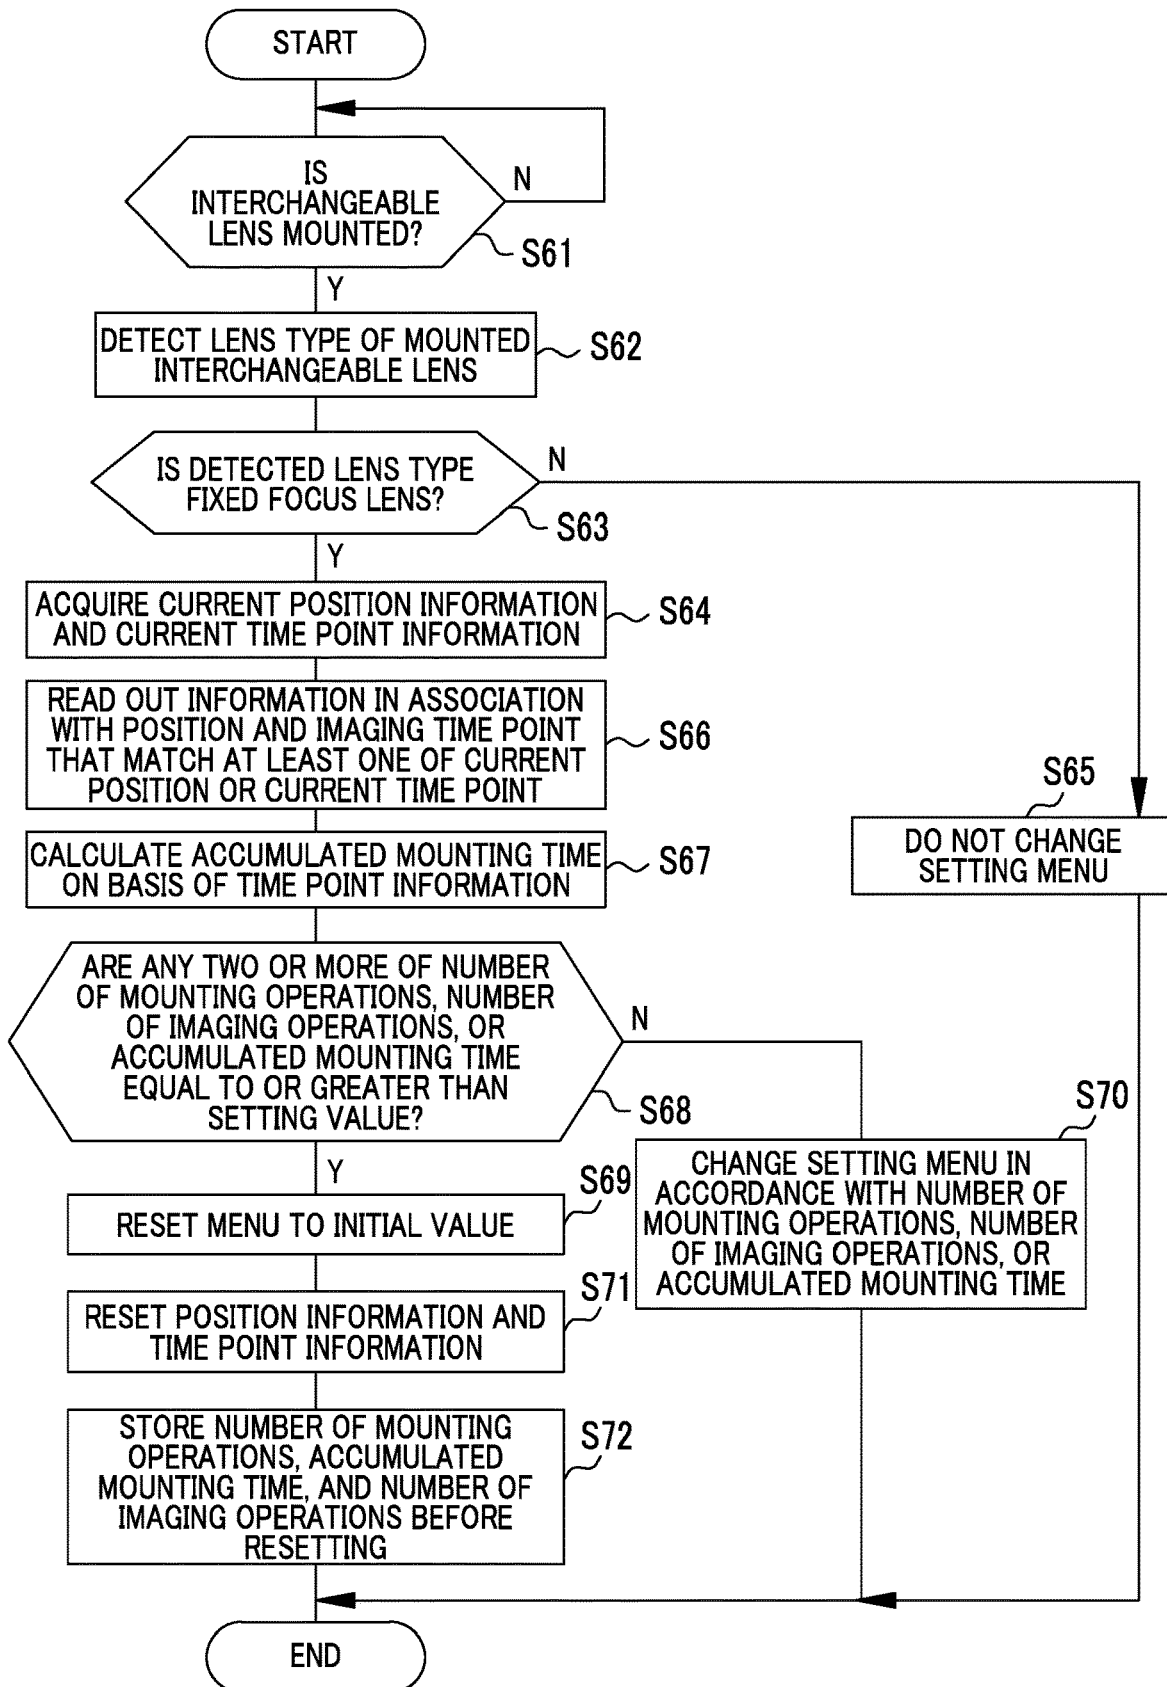 START
IS
INTERCHANGEABLE
LENS MOUNTED?
N
S61
Y
DETECT LENS TYPE OF MOUNTED
INTERCHANGEABLE LENS
S62
IS DETECTED LENS TYPE
FIXED FOCUS LENS?
N
S63
Y
ACQUIRE CURRENT POSITION INFORMATION
AND CURRENT TIME POINT INFORMATION
S64
READ OUT INFORMATION IN ASSOCIATION
WITH POSITION AND IMAGING TIME POINT
THAT MATCH AT LEAST ONE OF CURRENT
POSITION OR CURRENT TIME POINT
S66
S65
DO NOT CHANGE
SETTING MENU
CALCULATE ACCUMULATED MOUNTING TIME
ON BASIS OF TIME POINT INFORMATION
S67
ARE ANY TWO OR MORE OF NUMBER
OF MOUNTING OPERATIONS, NUMBER
OF IMAGING OPERATIONS, OR
ACCUMULATED MOUNTING TIME
EQUAL TO OR GREATER THAN
SETTING VALUE?
N
S68
Y
S70
CHANGE SETTING MENU IN
ACCORDANCE WITH NUMBER OF
MOUNTING OPERATIONS, NUMBER
OF IMAGING OPERATIONS, OR
ACCUMULATED MOUNTING TIME
S69
RESET MENU TO INITIAL VALUE
S71
RESET POSITION INFORMATION AND
TIME POINT INFORMATION
S72
STORE NUMBER OF MOUNTING
OPERATIONS, ACCUMULATED
MOUNTING TIME, AND NUMBER OF
IMAGING OPERATIONS BEFORE
RESETTING
END